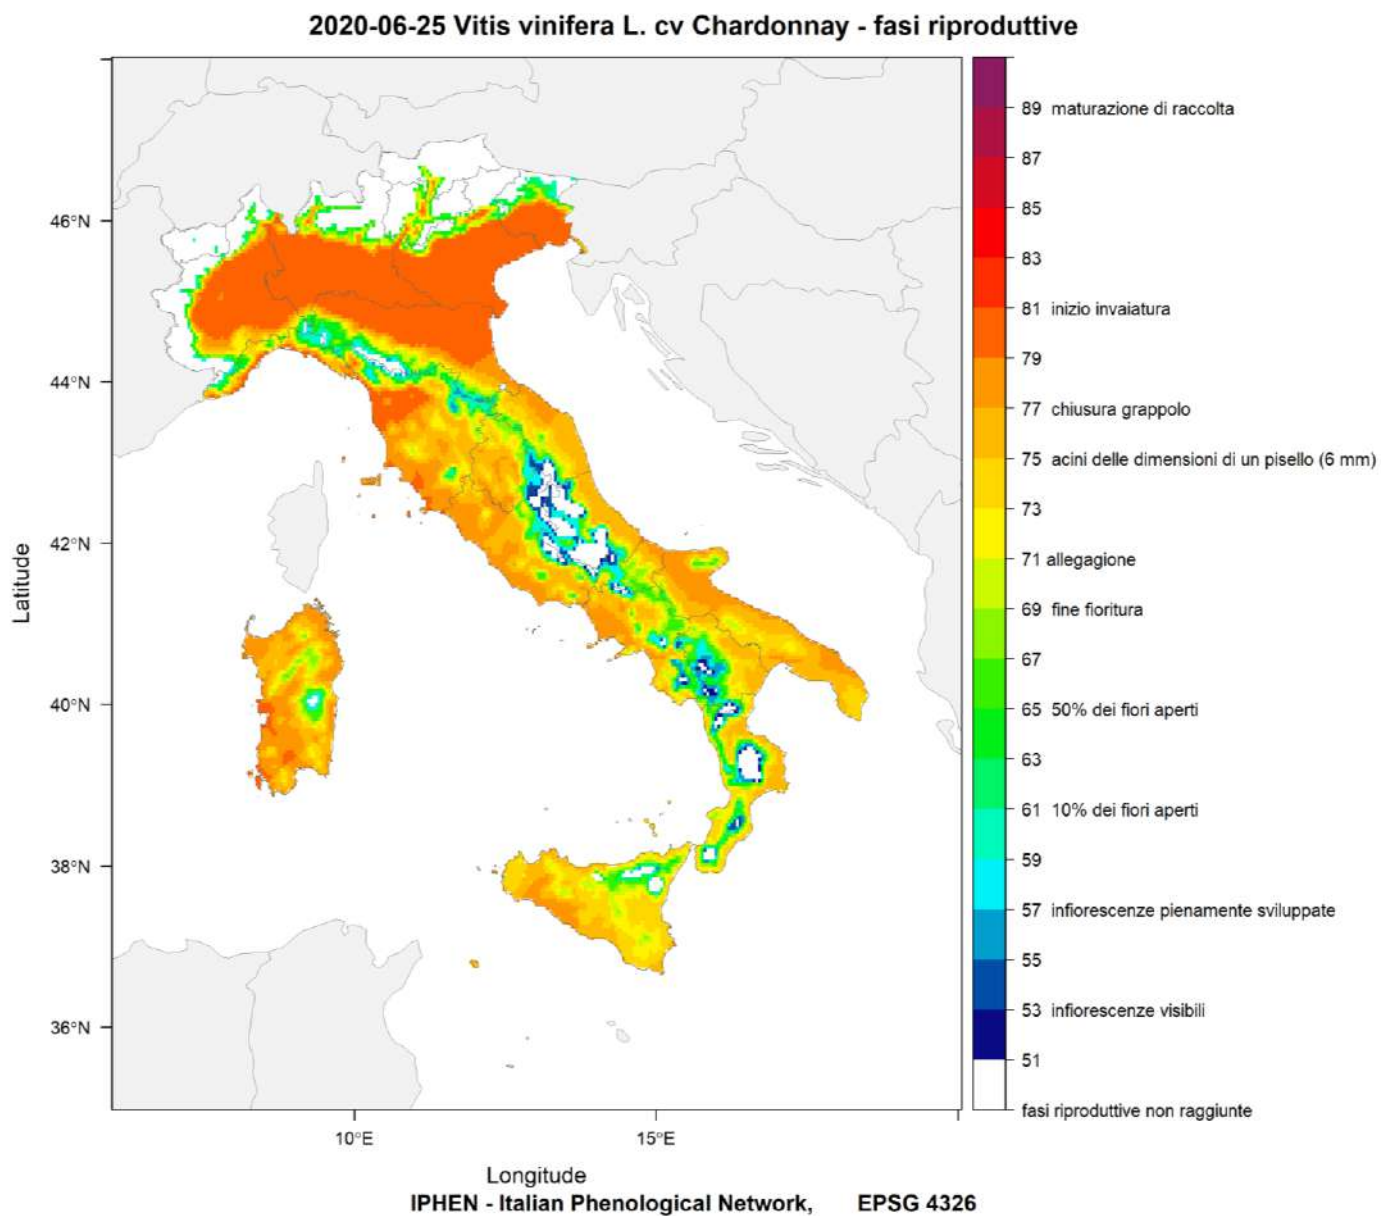 2020-06-25 Vitis vinifera L. cv Chardonnay - fasi riproduttive
89 maturazione di raccolta
87
85
83
81 inizio invaiatura
79
77 chiusura grappolo
75 acini delle dimensioni di un pisello (6 mm)
73
71 allegagione
69 fine fioritura
67
65 50% dei fiori aperti
63
61 10% dei fiori aperti
59
57 infiorescenze pienamente sviluppate
55
53 infiorescenze visibili
51
fasi riproduttive non raggiunte
46°N
44°N
42°N
40°N
38°N
36°N
Latitude
10°E 15°E
Longitude
IPHEN - Italian Phenological Network, EPSG 4326